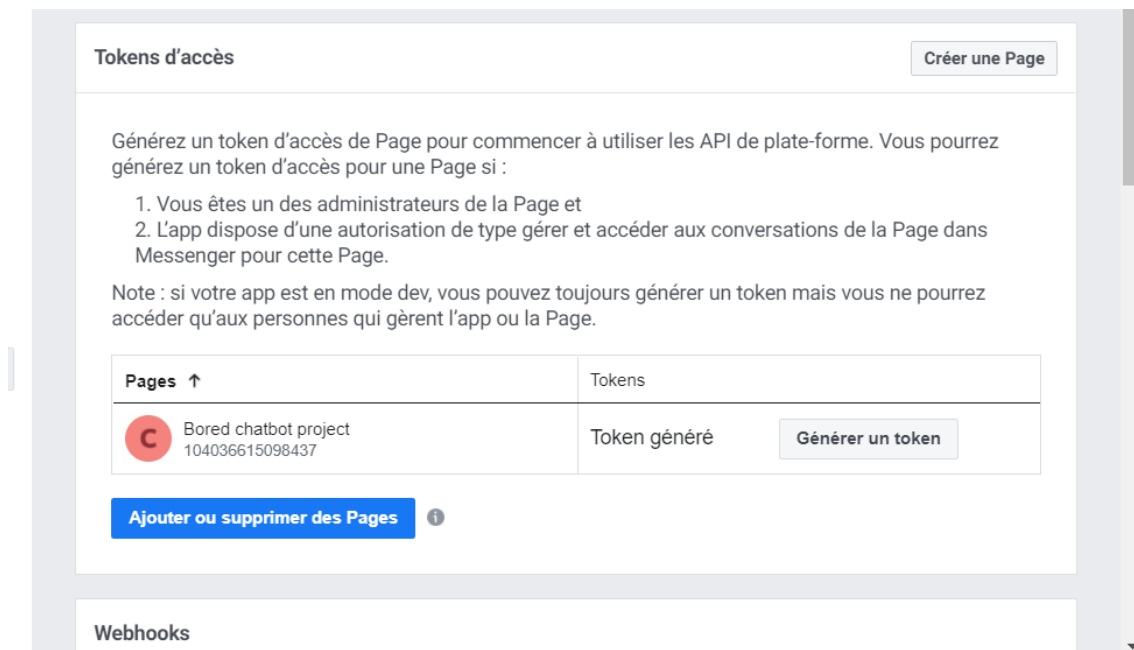 Tokens d'accès
Créer une Page
Générez un token d'accès de Page pour commencer à utiliser les API de plate-forme. Vous pourrez
générez un token d'accès pour une Page si :
1. Vous êtes un des administrateurs de la Page et
2. L'app dispose d'une autorisation de type gérer et accéder aux conversations de la Page dans
Messenger pour cette Page.
Note : si votre app est en mode dev, vous pouvez toujours générer un token mais vous ne pourrez
accéder qu'aux personnes qui gèrent l'app ou la Page.
Pages ↑
Tokens
C
Bored chatbot project
104036615098437
Token généré
Générer un token
Ajouter ou supprimer des Pages
Webhooks